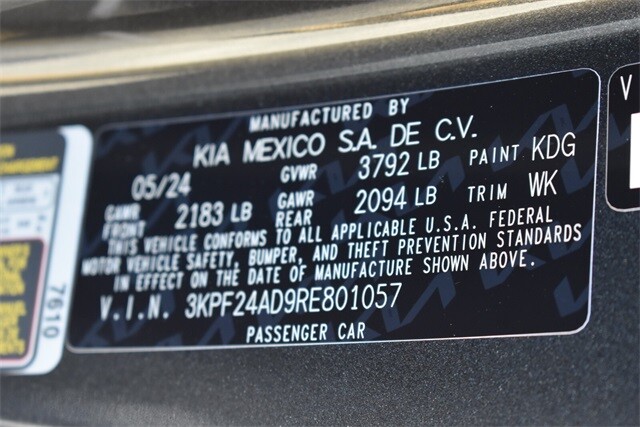 MANUFACTURED BY
KIA MEXICO S.A. DE C.V.
05/24 GVWR 3792 LB PAINT KDG
GAWR FRONT 2183 LB GAWR REAR 2094 LB TRIM WK
THIS VEHICLE CONFORMS TO ALL APPLICABLE U.S.A. FEDERAL
MOTOR VEHICLE SAFETY, BUMPER, AND THEFT PREVENTION STANDARDS
IN EFFECT ON THE DATE OF MANUFACTURE SHOWN ABOVE.
V.I.N. 3KPF24AD9RE801057
PASSENGER CAR
7610
V